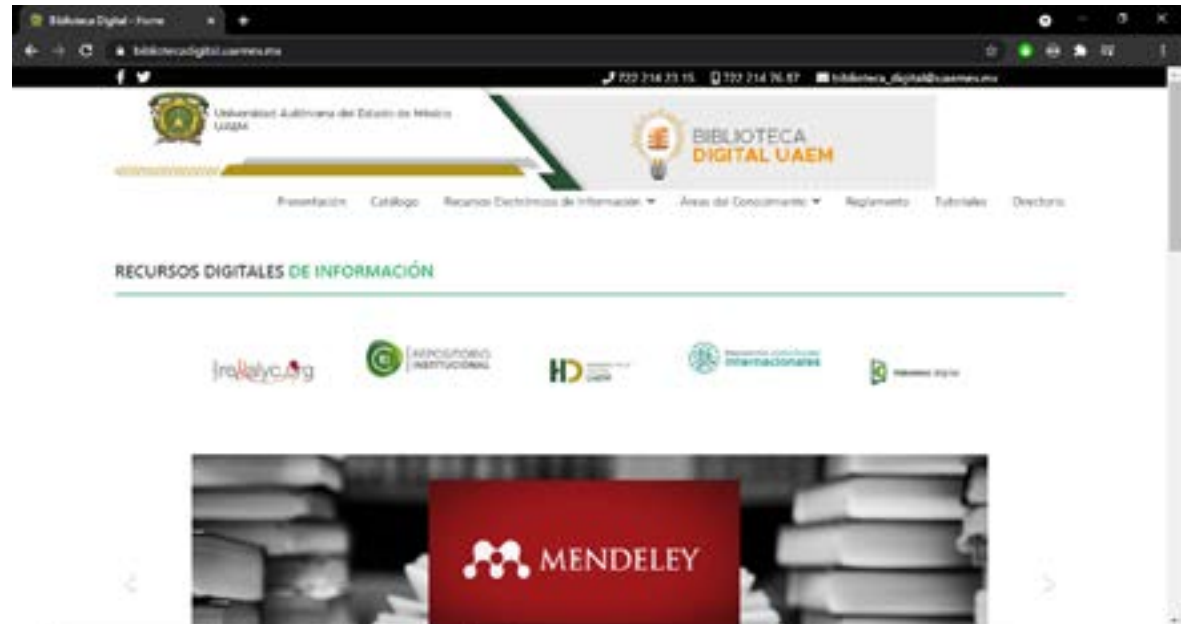 Biblioteca Digital - Home
bibliotecadigital.uaemex.mx
722 214 23 15 722 214 76 87 biblioteca_digital@uaemex.mx
Universidad Autónoma del Estado de México
UAEM
BIBLIOTECA
DIGITAL UAEM
Presentación Catálogo Recursos Electrónicos de Información Áreas del Conocimiento Reglamento Tutoriales Directorio
RECURSOS DIGITALES DE INFORMACIÓN
redalyc.org
REPOSITORIO
INSTITUCIONAL
HD
internacionales
digital
MENDELEY